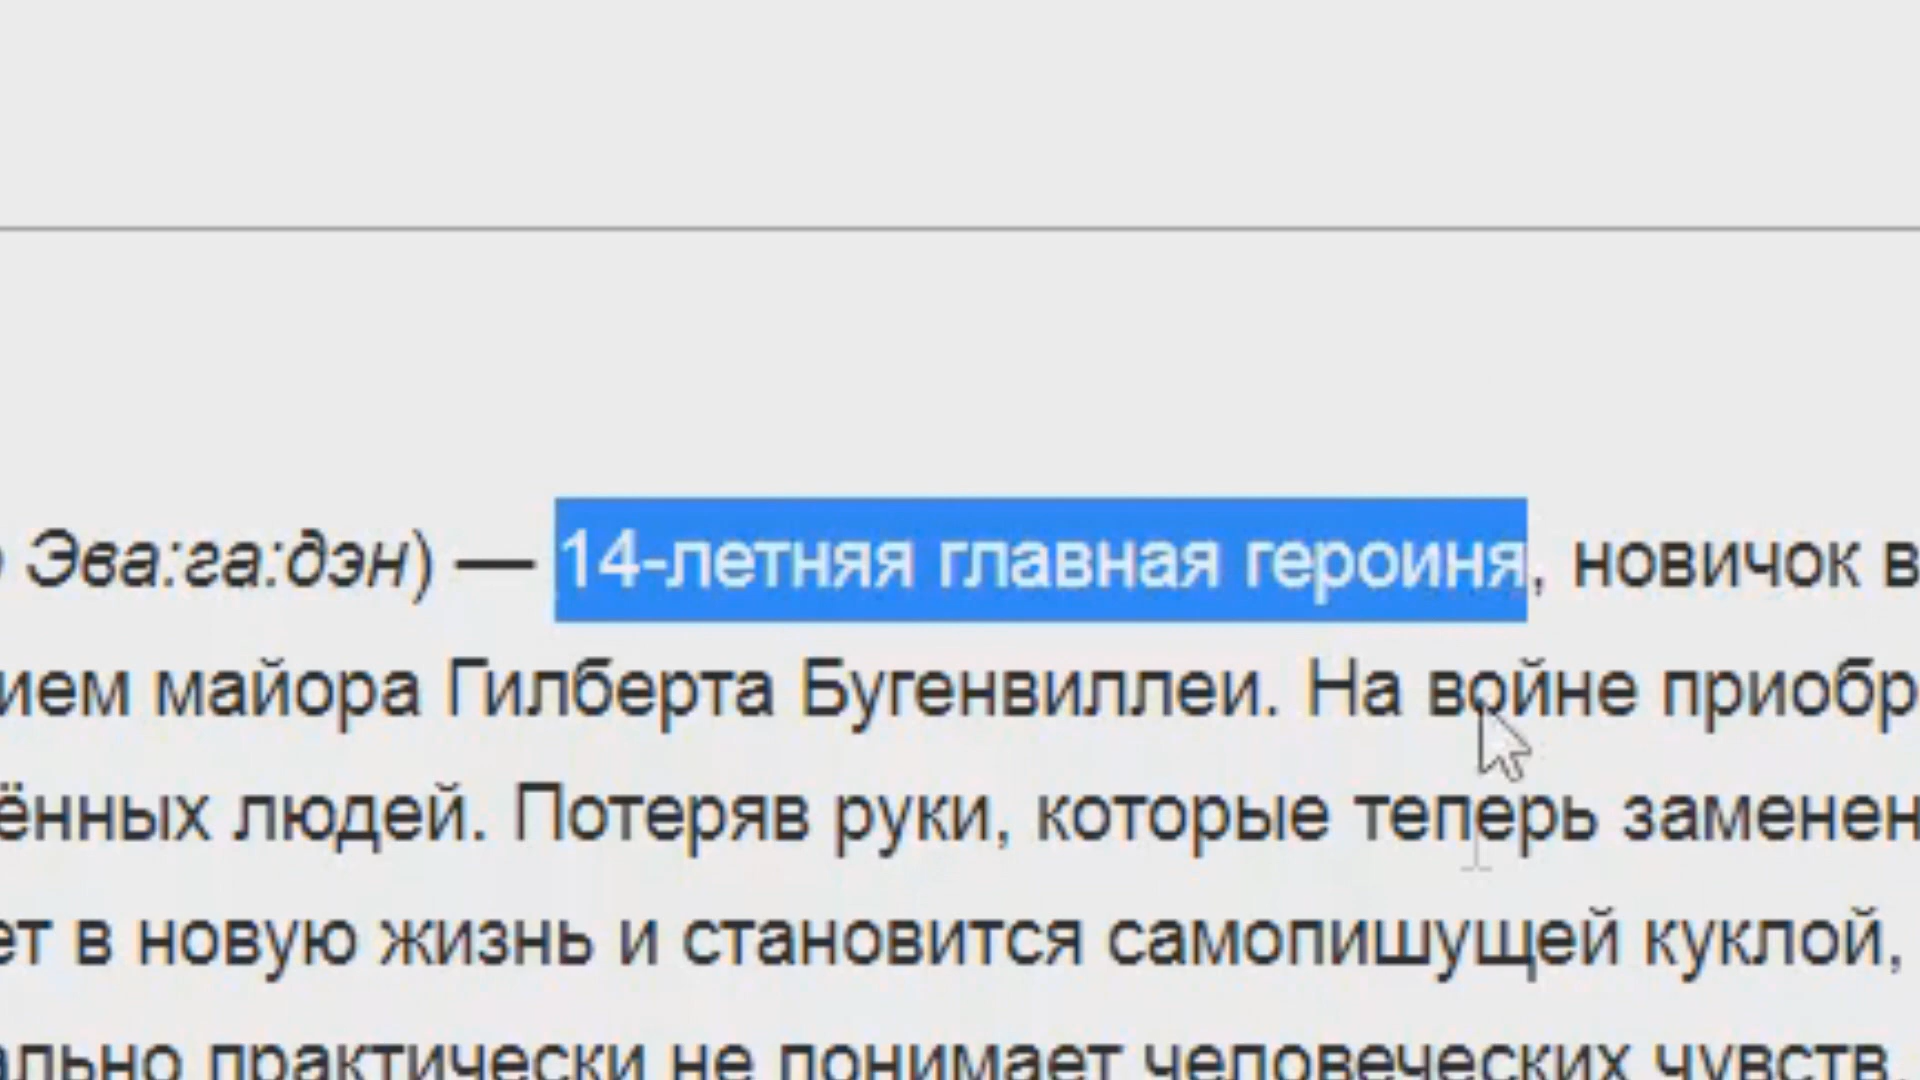 Эва:га:дэн) — 14-летняя главная героиня, новичок в
ием майора Гилберта Бугенвиллеи. На войне приобр
ённых людей. Потеряв руки, которые теперь заменен
ет в новую жизнь и становится самопишущей куклой,
ально практически не понимает человеческих чувств.